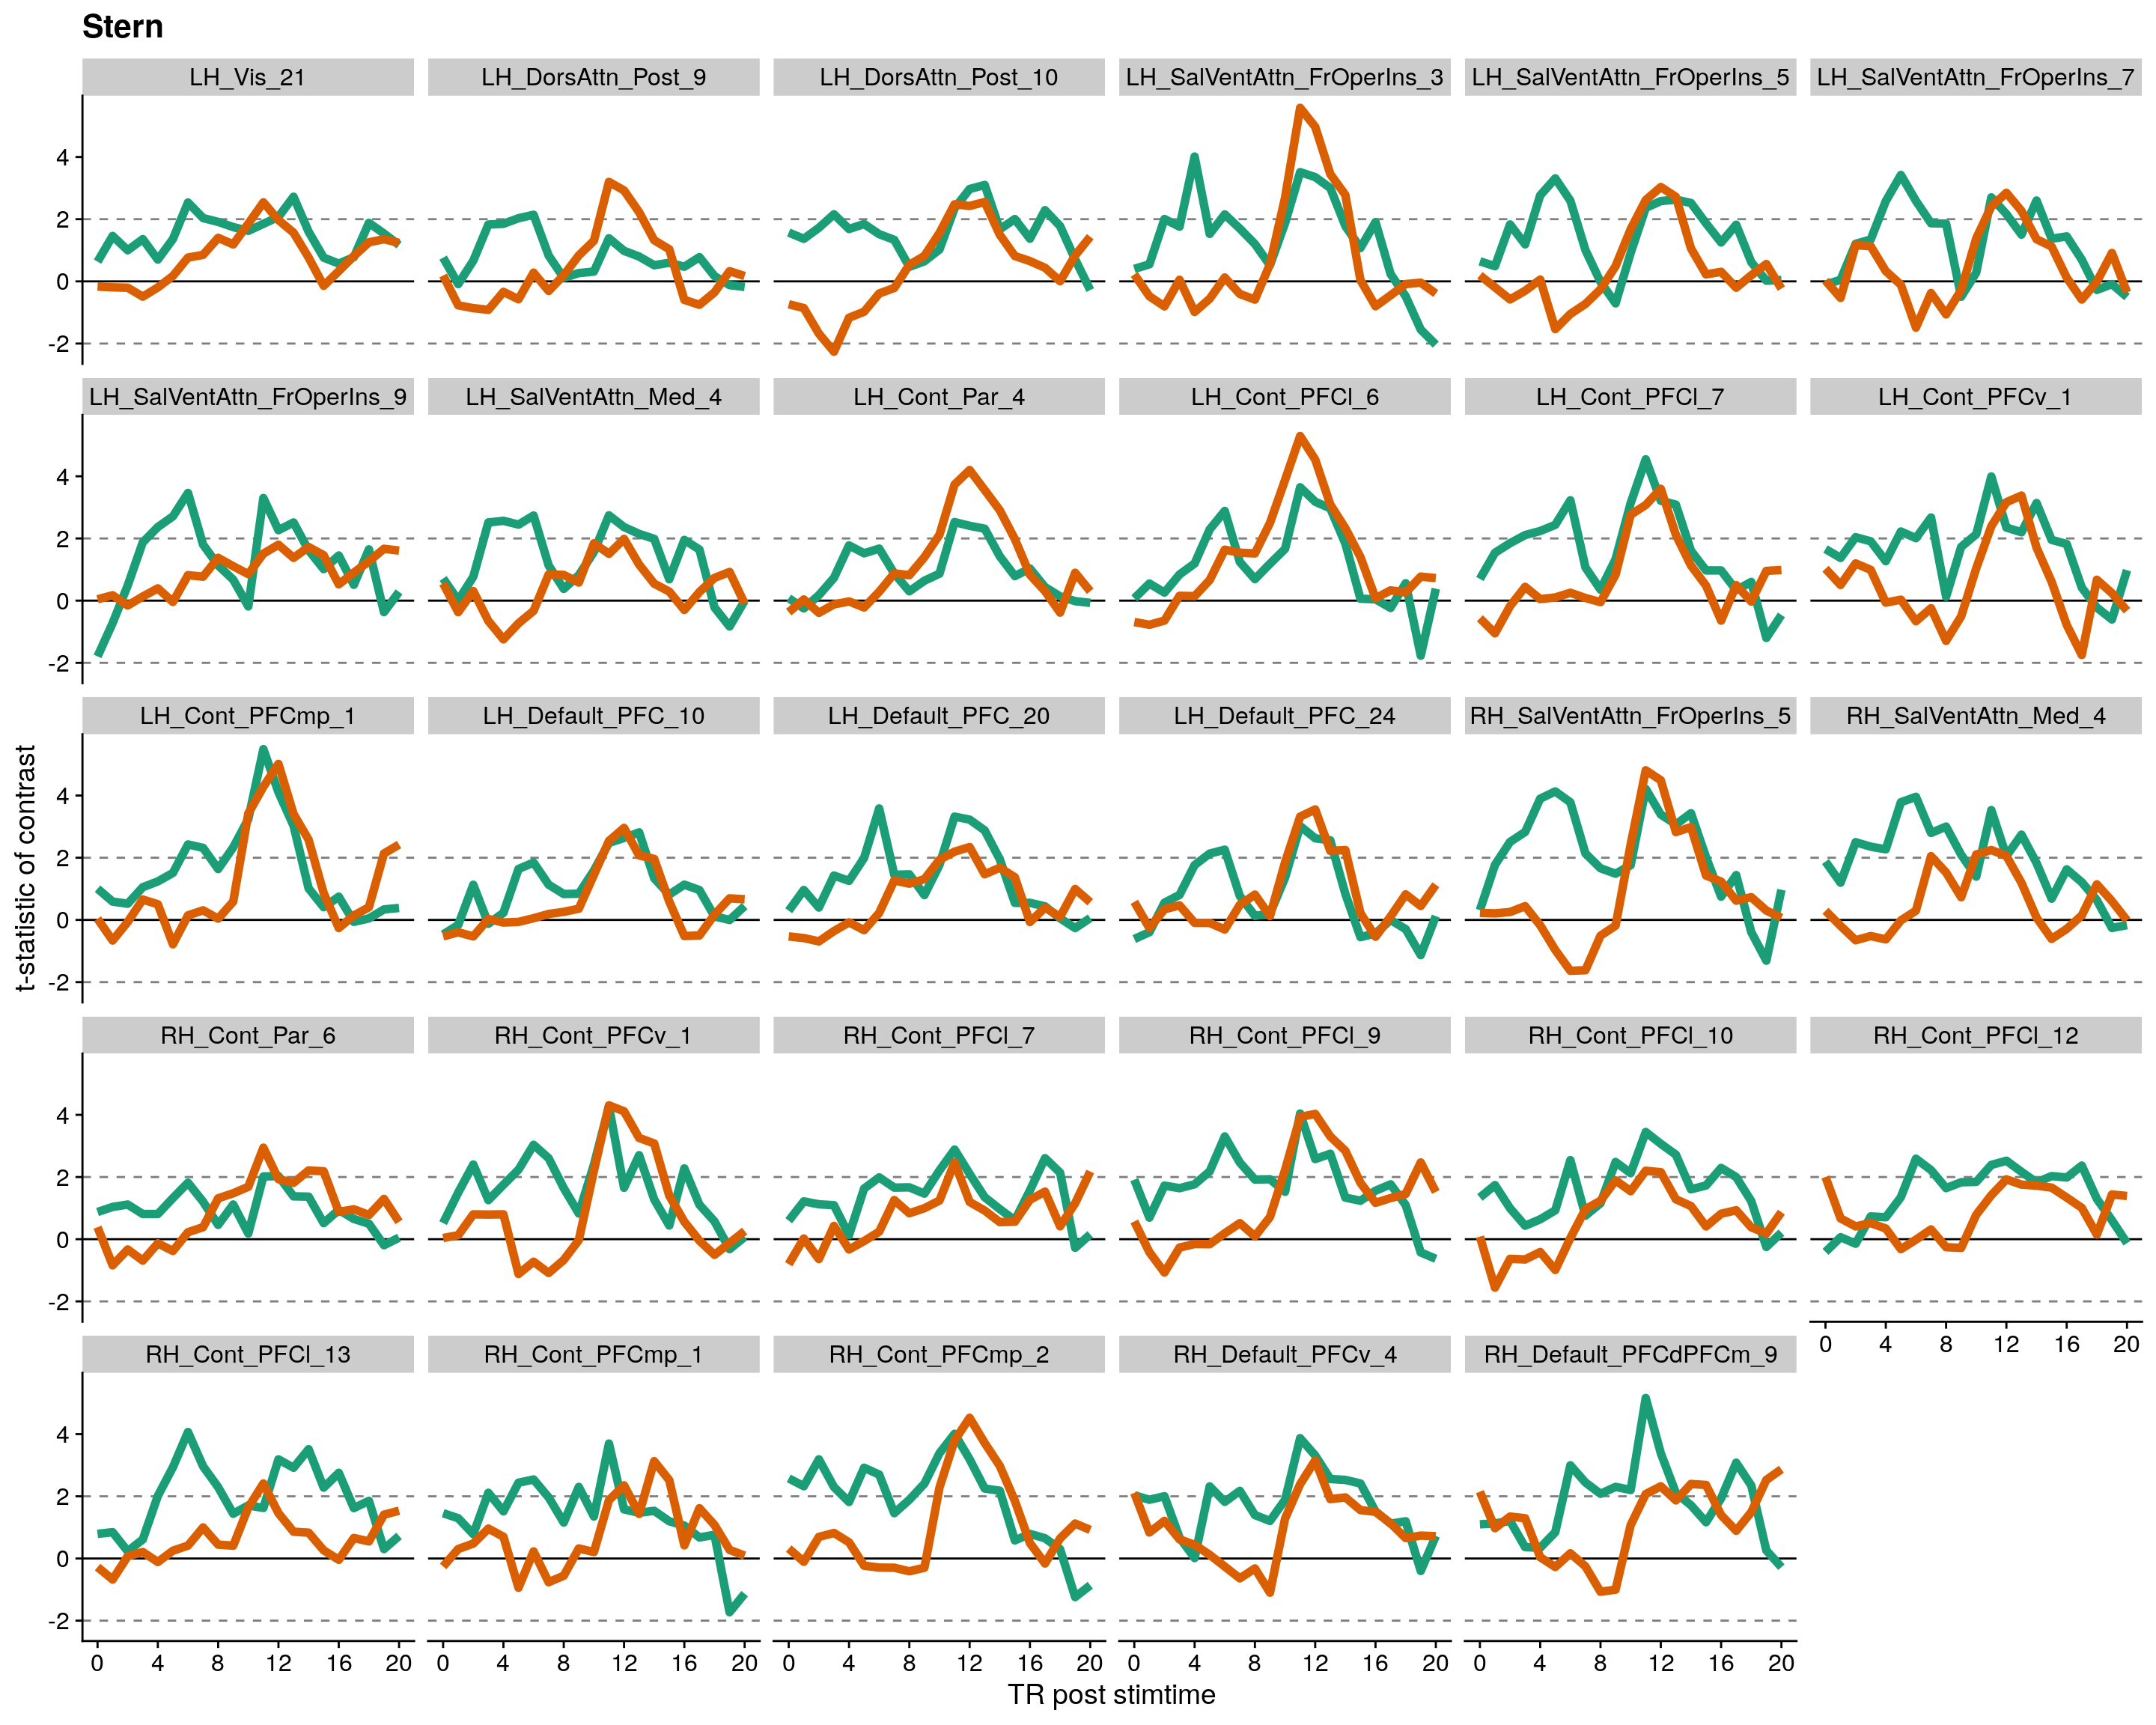 Stern
LH_Vis_21 LH_DorsAttn_Post_9 LH_DorsAttn_Post_10 LH_SalVentAttn_FrOperIns_3 LH_SalVentAttn_FrOperIns_5 LH_SalVentAttn_FrOperIns_7
4
2
0
-2
LH_SalVentAttn_FrOperIns_9 LH_SalVentAttn_Med_4 LH_Cont_Par_4 LH_Cont_PFCl_6 LH_Cont_PFCl_7 LH_Cont_PFCv_1
4
2
0
-2
LH_Cont_PFCmp_1 LH_Default_PFC_10 LH_Default_PFC_20 LH_Default_PFC_24 RH_SalVentAttn_FrOperIns_5 RH_SalVentAttn_Med_4
t-statistic of contrast
4
2
0
-2
RH_Cont_Par_6 RH_Cont_PFCv_1 RH_Cont_PFCl_7 RH_Cont_PFCl_9 RH_Cont_PFCl_10 RH_Cont_PFCl_12
4
2
0
-2
0 4 8 12 16 20
RH_Cont_PFCl_13 RH_Cont_PFCmp_1 RH_Cont_PFCmp_2 RH_Default_PFCv_4 RH_Default_PFCdPFCm_9
4
2
0
-2
0 4 8 12 16 20 0 4 8 12 16 20 0 4 8 12 16 20 0 4 8 12 16 20 0 4 8 12 16 20
TR post stimtime